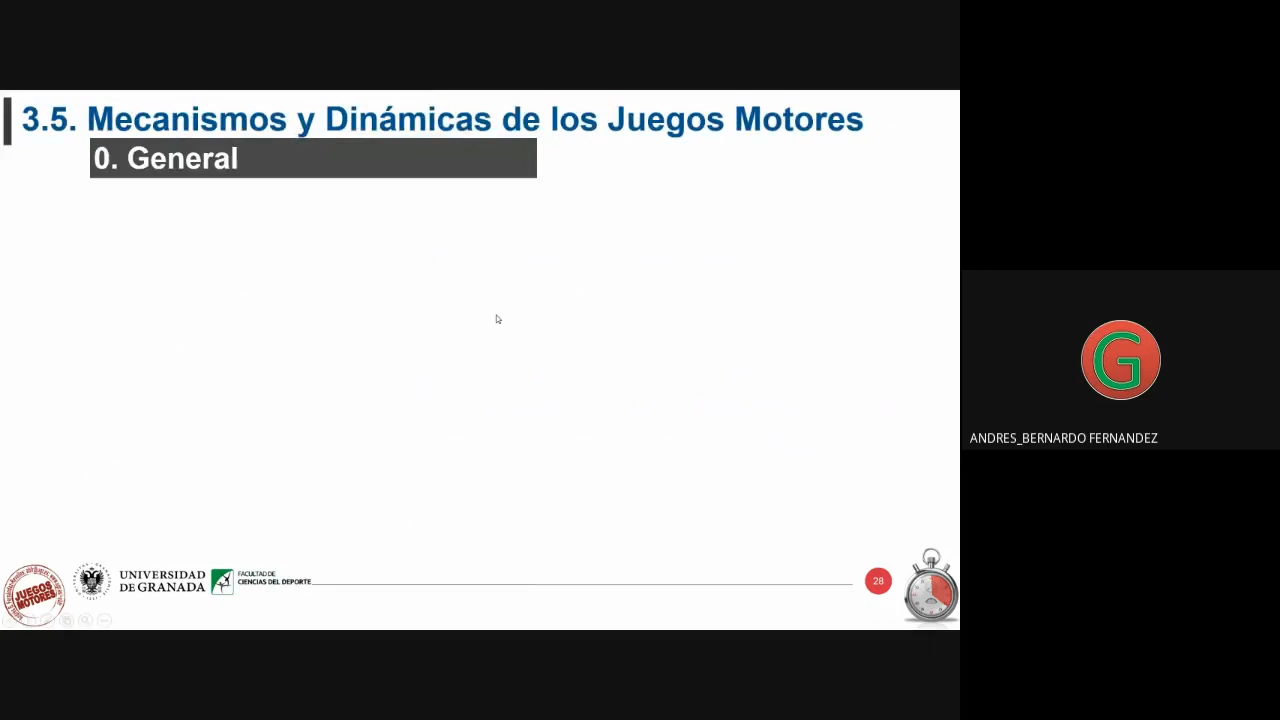 3.5. Mecanismos y Dinámicas de los Juegos Motores
0. General
G
ANDRES_BERNARDO FERNANDEZ
JUEGOS
MOTORES
UNIVERSIDAD
DE GRANADA
FACULTAD DE
CIENCIAS DEL DEPORTE
28